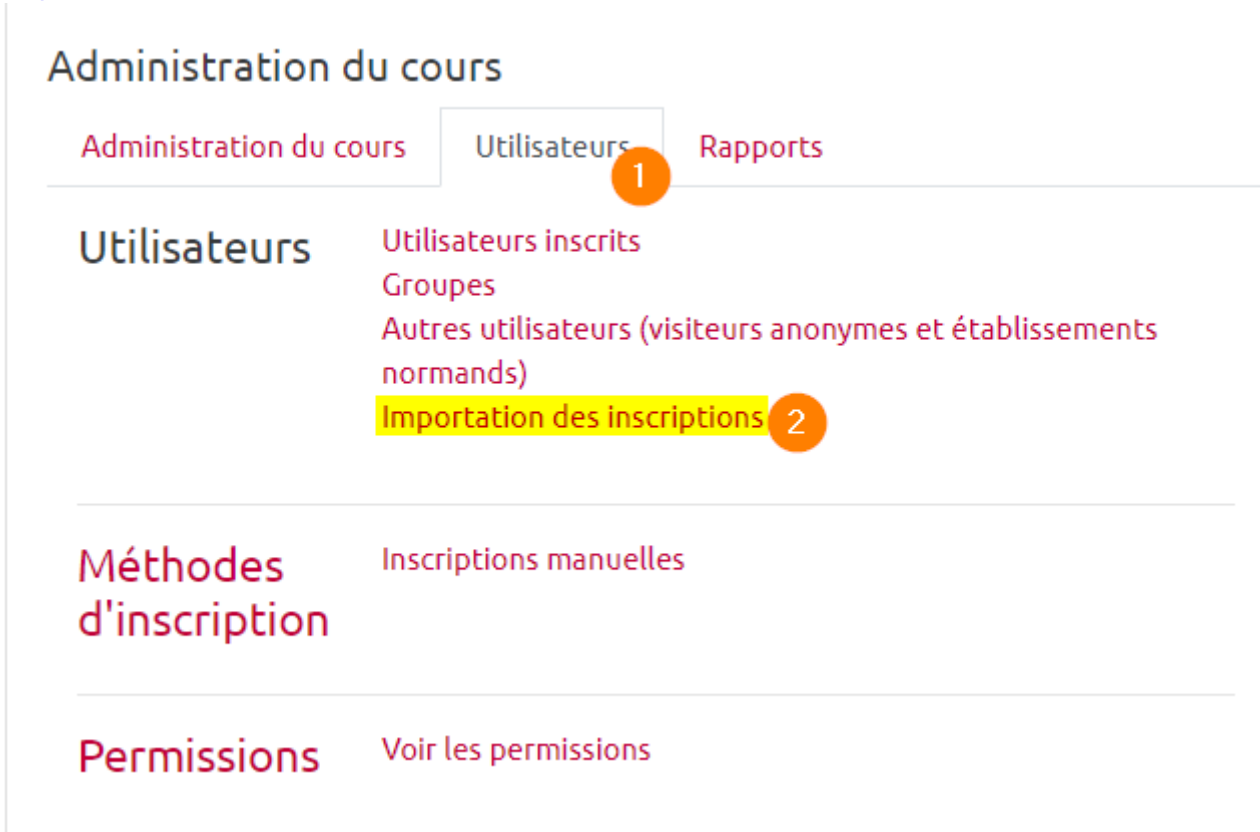 Administration du cours
Administration du cours Utilisateurs Rapports
1
Utilisateurs
Utilisateurs inscrits
Groupes
Autres utilisateurs (visiteurs anonymes et établissements
normands)
Importation des inscriptions 2
Méthodes
d'inscription
Inscriptions manuelles
Permissions
Voir les permissions